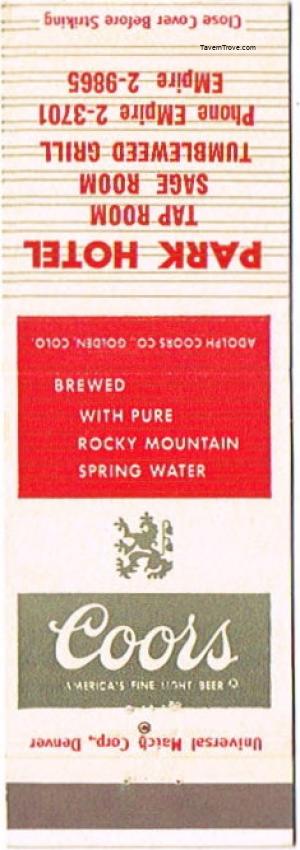 TavernTrove.com
Close Cover Before Striking
PARK HOTEL
TAP ROOM
SAGE ROOM
TUMBLEWEED GRILL
Phone EMpire 2-3701
EMpire 2-9865
ADOLPH COORS CO., GOLDEN, COLO.
BREWED
WITH PURE
ROCKY MOUNTAIN
SPRING WATER
Coors
AMERICA'S FINE LIGHT BEER
Universal Match Corp., Denver